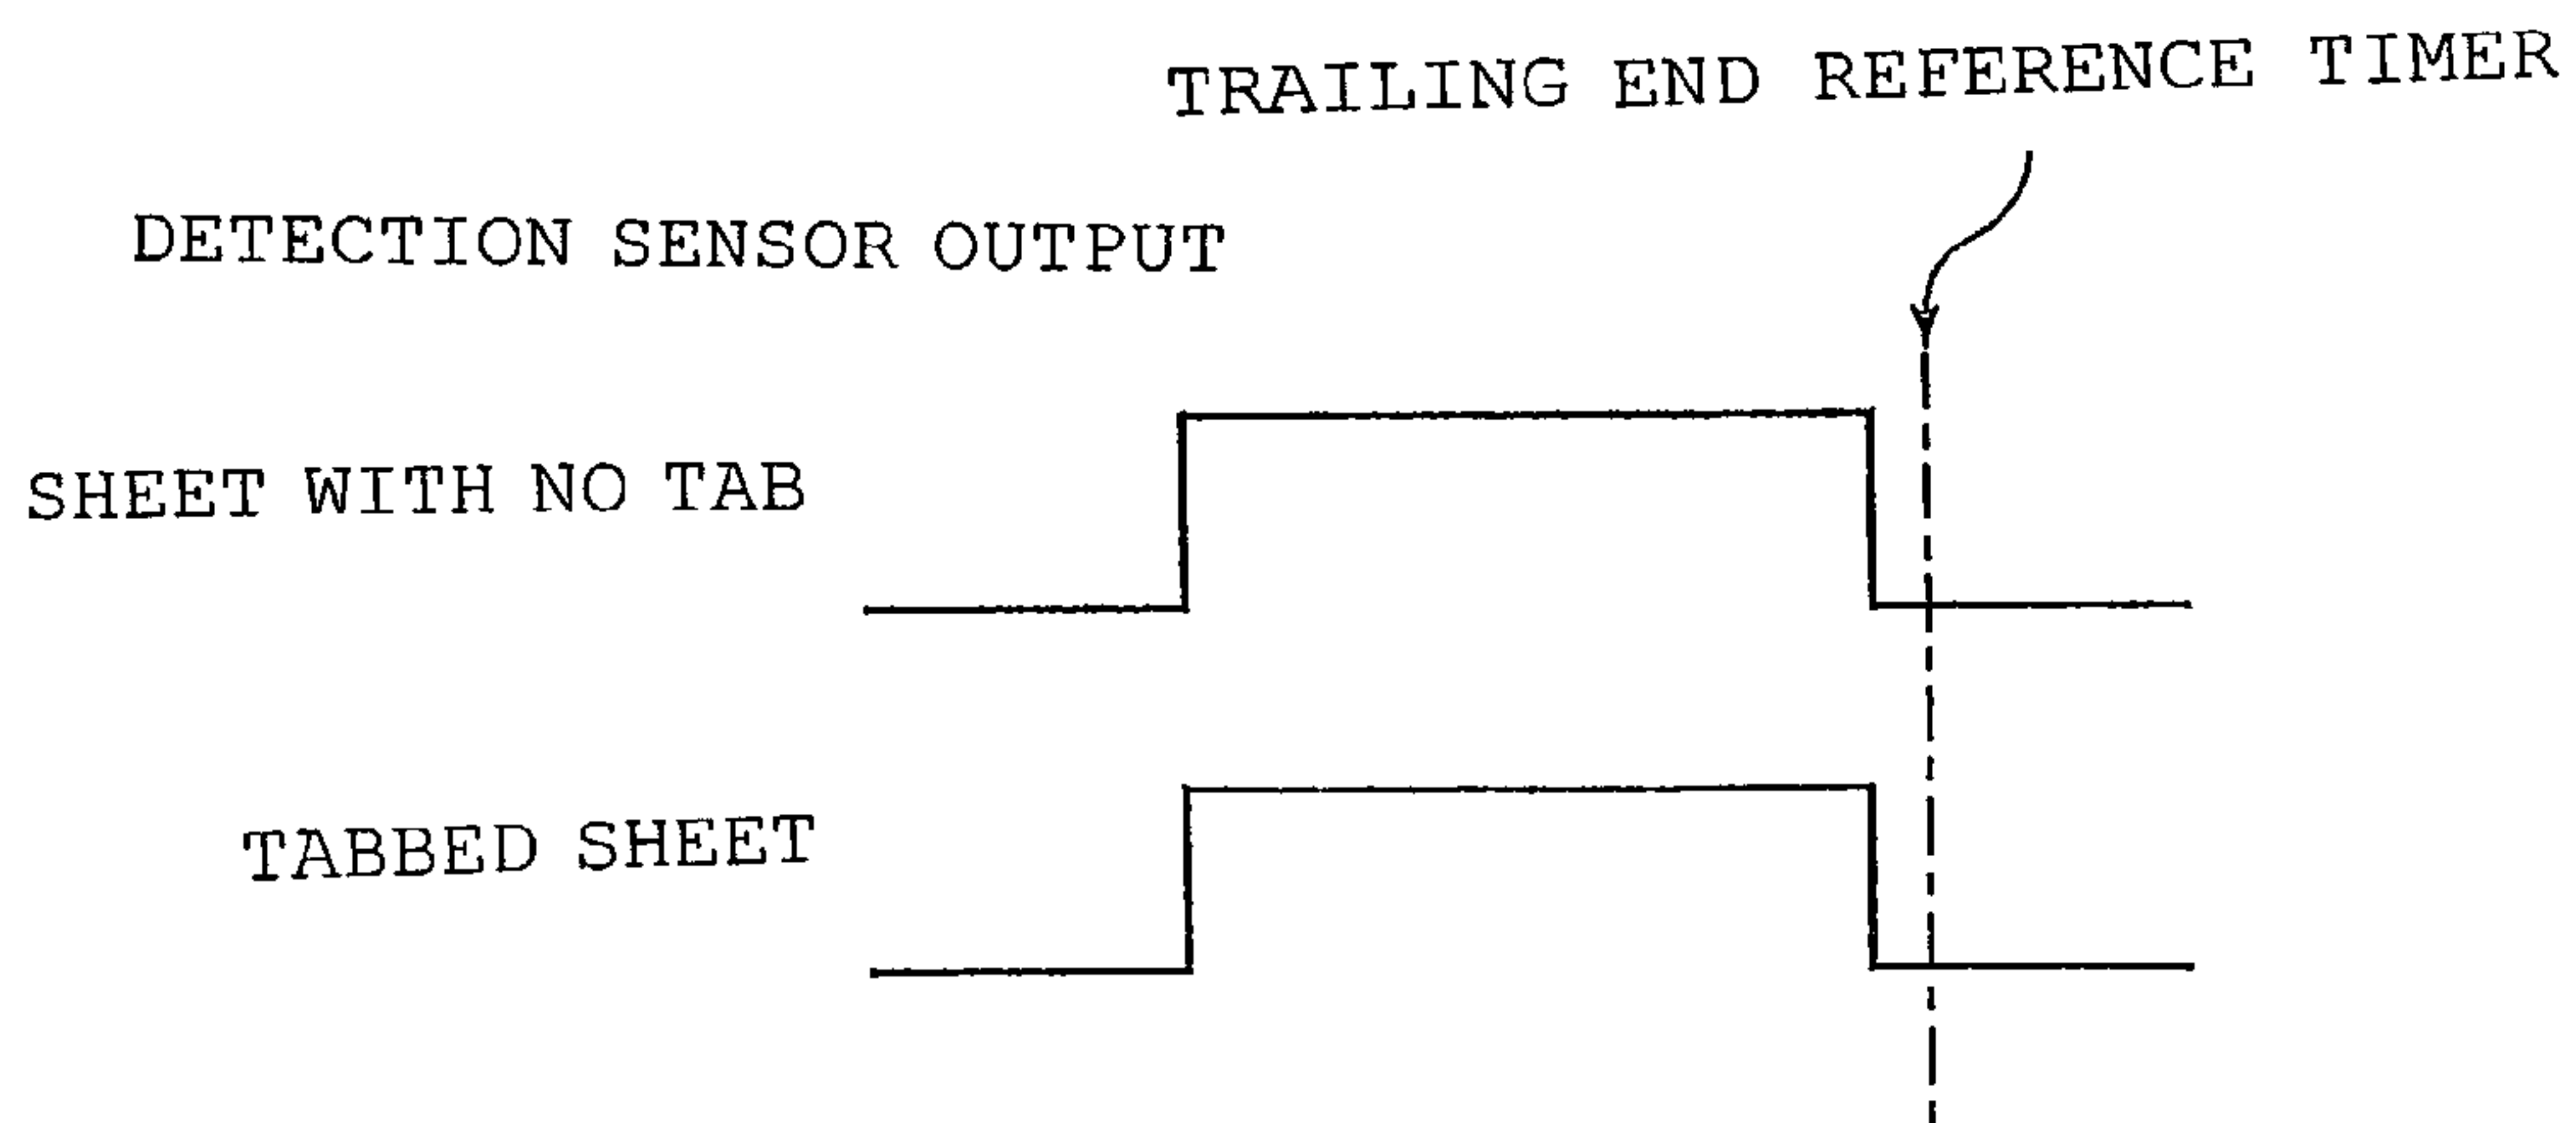 TRAILING END REFERENCE TIMER
DETECTION SENSOR OUTPUT
SHEET WITH NO TAB
TABBED SHEET